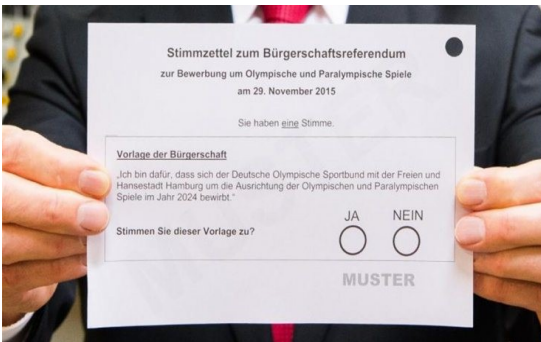 Stimmzettel zum Bürgerschaftsreferendum
zur Bewerbung um Olympische und Paralympische Spiele
am 29. November 2015
Sie haben eine Stimme.
Vorlage der Bürgerschaft
„Ich bin dafür, dass sich der Deutsche Olympische Sportbund mit der Freien und
Hansestadt Hamburg um die Ausrichtung der Olympischen und Paralympischen
Spiele im Jahr 2024 bewirbt.“
JA NEIN
Stimmen Sie dieser Vorlage zu?
MUSTER